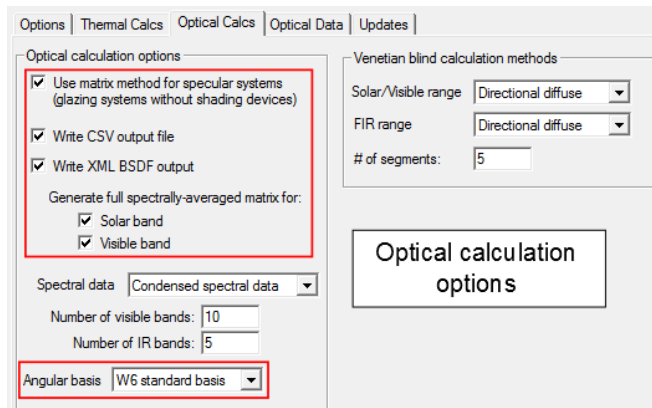 Options Thermal Calcs Optical Calcs Optical Data Updates
Optical calculation options
Use matrix method for specular systems
(glazing systems without shading devices)
Write CSV output file
Write XML BSDF output
Generate full spectrally-averaged matrix for:
Solar band
Visible band
Spectral data Condensed spectral data
Number of visible bands: 10
Number of IR bands: 5
Angular basis W6 standard basis
Venetian blind calculation methods
Solar/Visible range Directional diffuse
FIR range Directional diffuse
# of segments: 5
Optical calculation
options